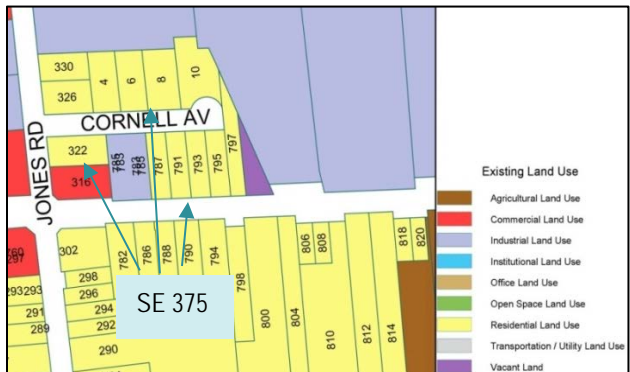 330
326
4
6
8
10
CORNELL AV
JONES RD
322
316
787
791
793
795
797
302
298
296
294
292
290
782
786
788
790
794
798
800
804
806
808
810
812
814
818
820
293
293
291
289
SE 375
Existing Land Use
Agricultural Land Use
Commercial Land Use
Industrial Land Use
Institutional Land Use
Office Land Use
Open Space Land Use
Residential Land Use
Transportation / Utility Land Use
Vacant Land